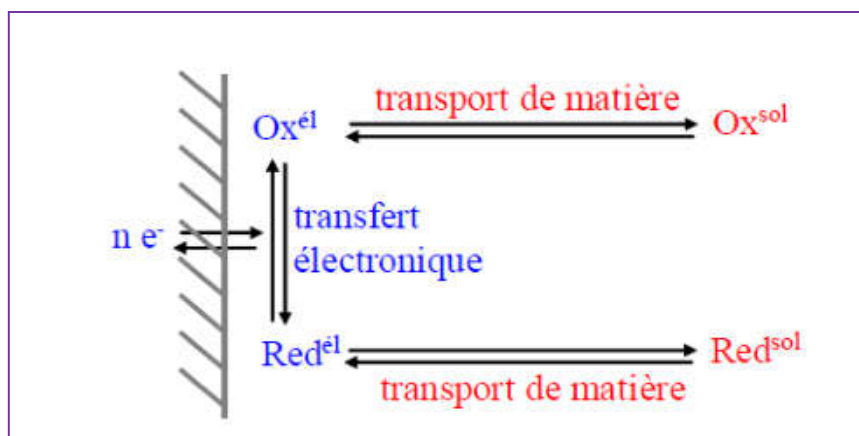 transport de matière
Ox^él
Ox^sol
n e^-
transfert
électronique
Red^él
Red^sol
transport de matière